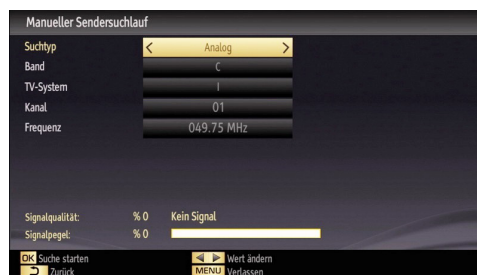 Manueller Sendersuchlauf
Suchtyp < Analog >
Band C
TV-System I
Kanal 01
Frequenz 049.75 MHz
Signalqualität: % 0 Kein Signal
Signalpegel: % 0
OK Suche starten Wert ändern
Zurück MENU Verlassen